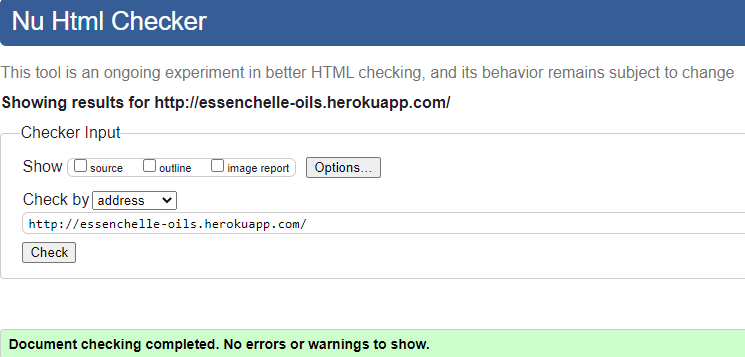 Nu Html Checker
This tool is an ongoing experiment in better HTML checking, and its behavior remains subject to change
Showing results for http://essenchelle-oils.herokuapp.com/
Checker Input
Show source outline image report Options...
Check by address
http://essenchelle-oils.herokuapp.com/
Check
Document checking completed. No errors or warnings to show.